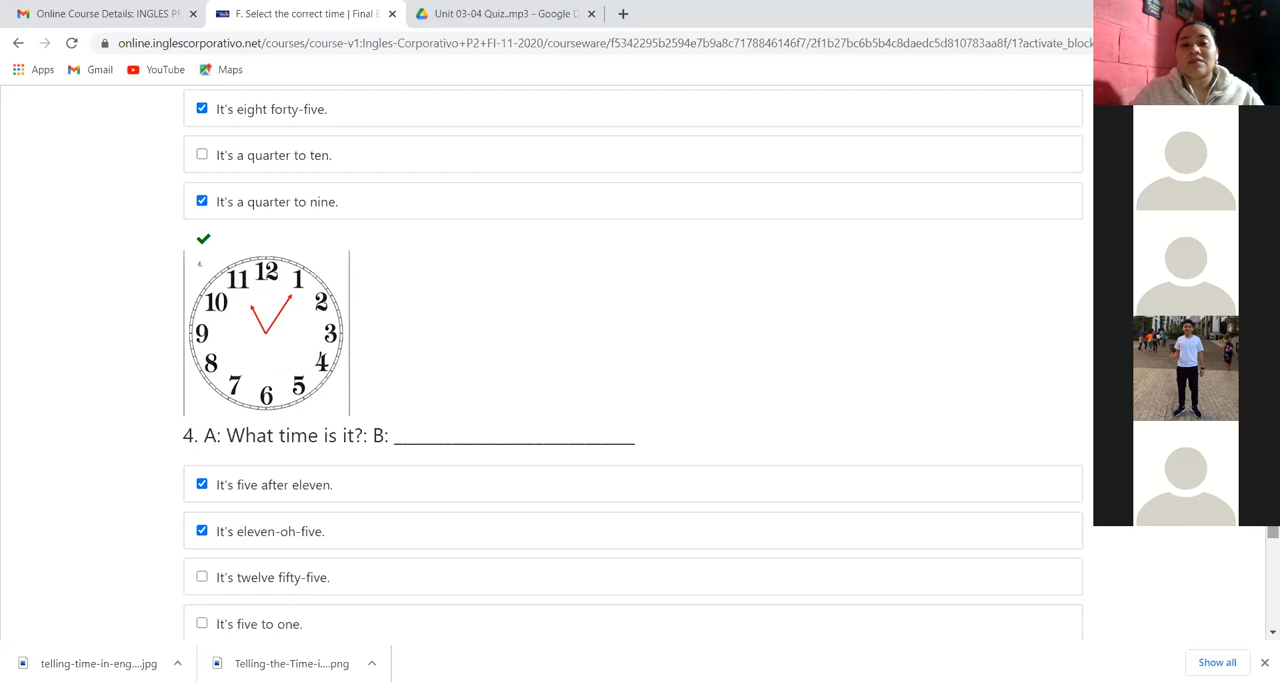 Online Course Details: INGLES PF
F. Select the correct time | Final E
Unit 03-04 Quiz..mp3 - Google D
online.inglescorporativo.net/courses/course-v1:Ingles-Corporativo+P2+FI-11-2020/courseware/f5342295b2594e7b9a8c7178846146f7/2f1b27bc6b5b4c8daedc5d810783aa8f/1?activate_block
Apps
Gmail
YouTube
Maps
It's eight forty-five.
It's a quarter to ten.
It's a quarter to nine.
4.
12
1
2
3
4
5
6
7
8
9
10
11
4. A: What time is it?: B: ________________________
It's five after eleven.
It's eleven-oh-five.
It's twelve fifty-five.
It's five to one.
telling-time-in-eng....jpg
Telling-the-Time-i....png
Show all